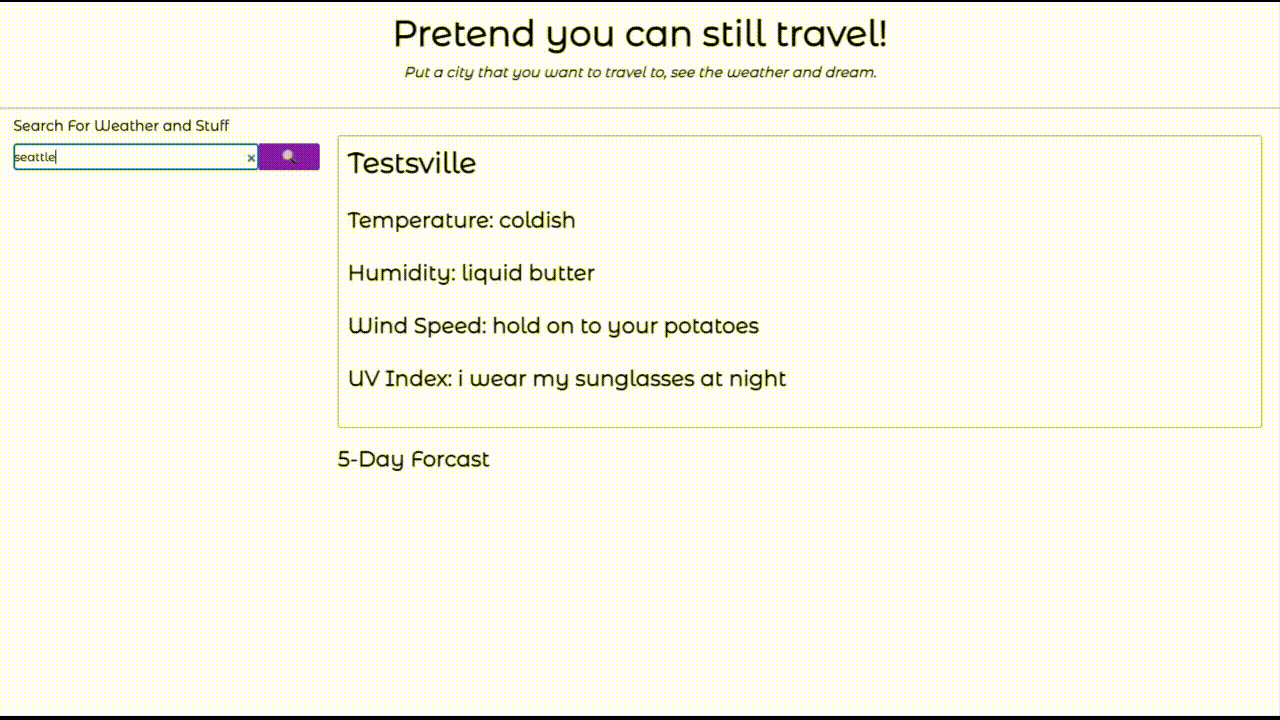 Pretend you can still travel!
Put a city that you want to travel to, see the weather and dream.
Search For Weather and Stuff
seattle
Testsville
Temperature: coldish
Humidity: liquid butter
Wind Speed: hold on to your potatoes
UV Index: i wear my sunglasses at night
5-Day Forcast